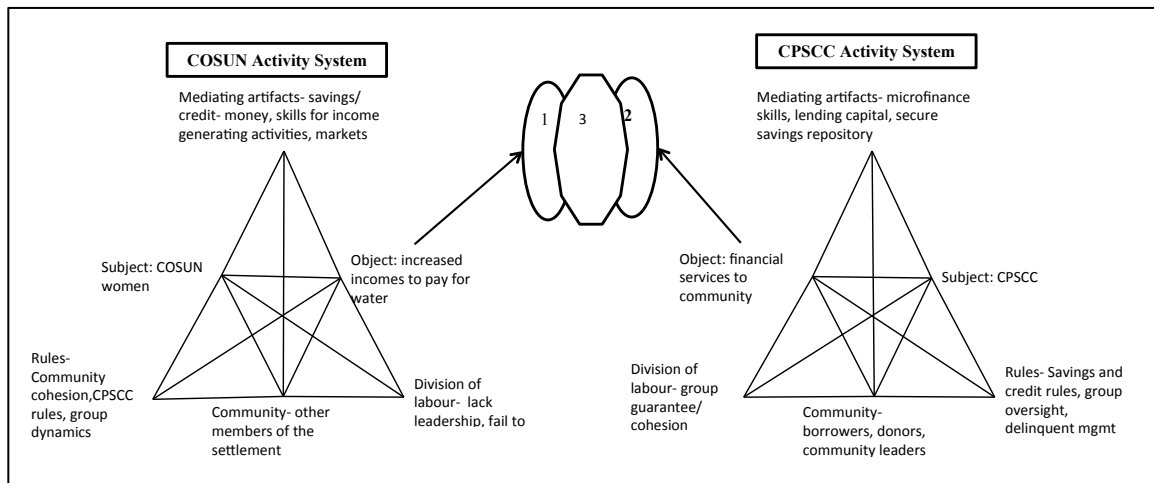 COSUN Activity System
Mediating artifacts- savings/
credit- money, skills for income
generating activities, markets
Subject: COSUN
women
Object: increased
incomes to pay for
water
Rules-
Community
cohesion,CPSCC
rules, group
dynamics
Community- other
members of the
settlement
Division of
labour- lack
leadership, fail to
1
3
2
CPSCC Activity System
Mediating artifacts- microfinance
skills, lending capital, secure
savings repository
Object: financial
services to
community
Subject: CPSCC
Division of
labour- group
guarantee/
cohesion
Community-
borrowers, donors,
community leaders
Rules- Savings and
credit rules, group
oversight,
delinquent mgmt